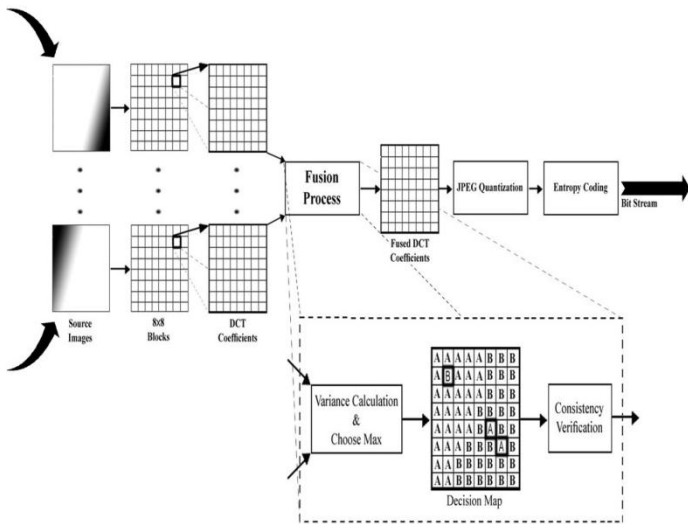 Fusion
Process
JPEG Quantization
Entropy Coding
Bit Stream
Fused DCT
Coefficients
Source
Images
8x8
Blocks
DCT
Coefficients
Variance Calculation
&
Choose Max
A A A A A B B B
A B A A A B B B
A A A A A B B B
A A A A B B B B
A A A A B A B B
A A A B B B A B
A A B B B B B B
A A B B B B B B
Decision Map
Consistency
Verification